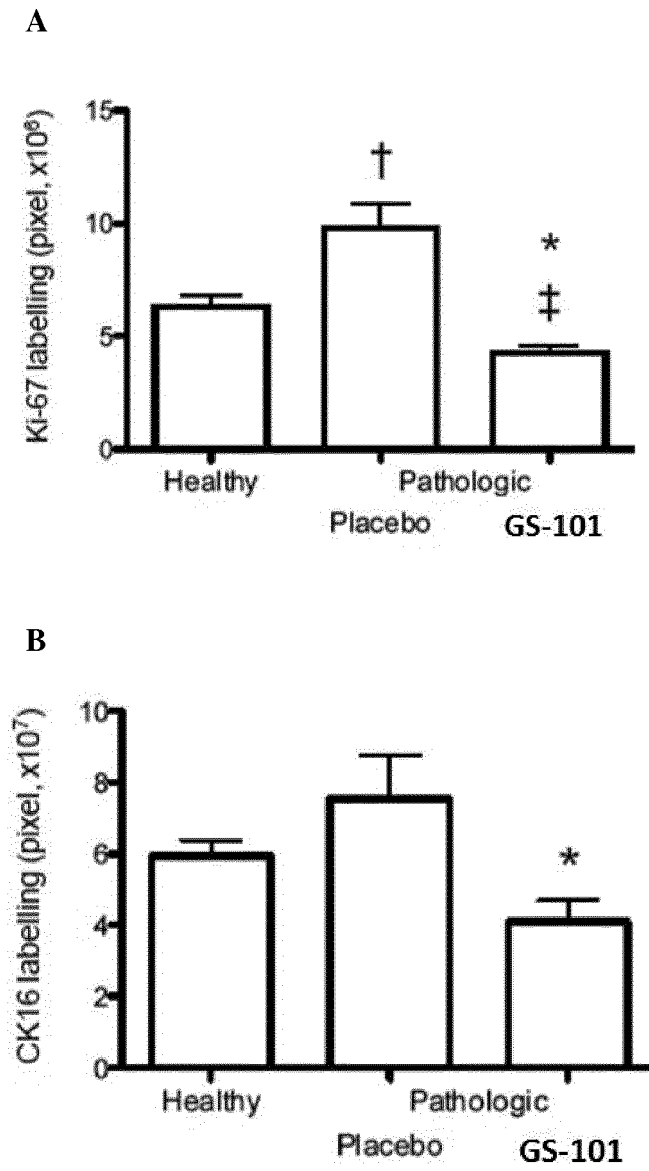 A
Ki-67 labelling (pixel, x10⁶)
15
10
5
0
†
*
‡
Healthy
Pathologic
Placebo
GS-101
B
CK16 labelling (pixel, x10⁷)
10
8
6
4
2
0
*
Healthy
Pathologic
Placebo
GS-101